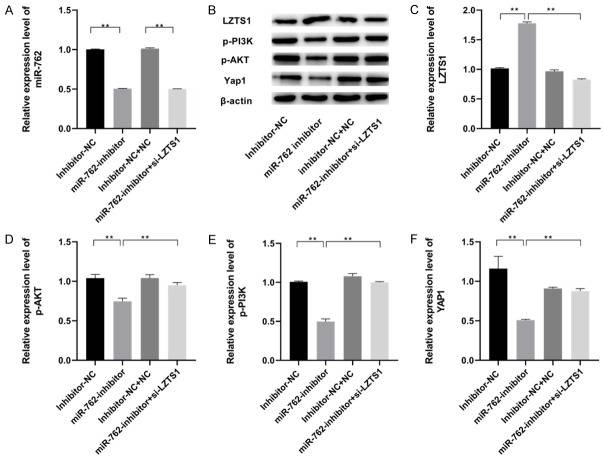 A
Relative expression level of
miR-762
1.5
1.0
0.5
0.0
**
**
Inhibitor-NC
miR-762-inhibitor
Inhibitor-NC+NC
miR-762-inhibitor+si-LZTS1
B
LZTS1
p-PI3K
p-AKT
Yap1
β-actin
Inhibitor-NC
miR-762 inhibitor
inhibitor-NC+NC
miR-762-inhibitor+si-LZTS1
C
Relative expression level of
LZTS1
2.0
1.5
1.0
0.5
0.0
**
**
Inhibitor-NC
miR-762-inhibitor
Inhibitor-NC+NC
miR-762-inhibitor+si-LZTS1
D
Relative expression level of
p-AKT
1.5
1.0
0.5
0.0
**
**
Inhibitor-NC
miR-762-inhibitor
Inhibitor-NC+NC
miR-762-inhibitor+si-LZTS1
E
Relative expression level of
p-PI3K
1.5
1.0
0.5
0.0
**
**
Inhibitor-NC
miR-762-inhibitor
Inhibitor-NC+NC
miR-762-inhibitor+si-LZTS1
F
Relative expression level of
YAP1
1.5
1.0
0.5
0.0
**
**
Inhibitor-NC
miR-762-inhibitor
Inhibitor-NC+NC
miR-762-inhibitor+si-LZTS1